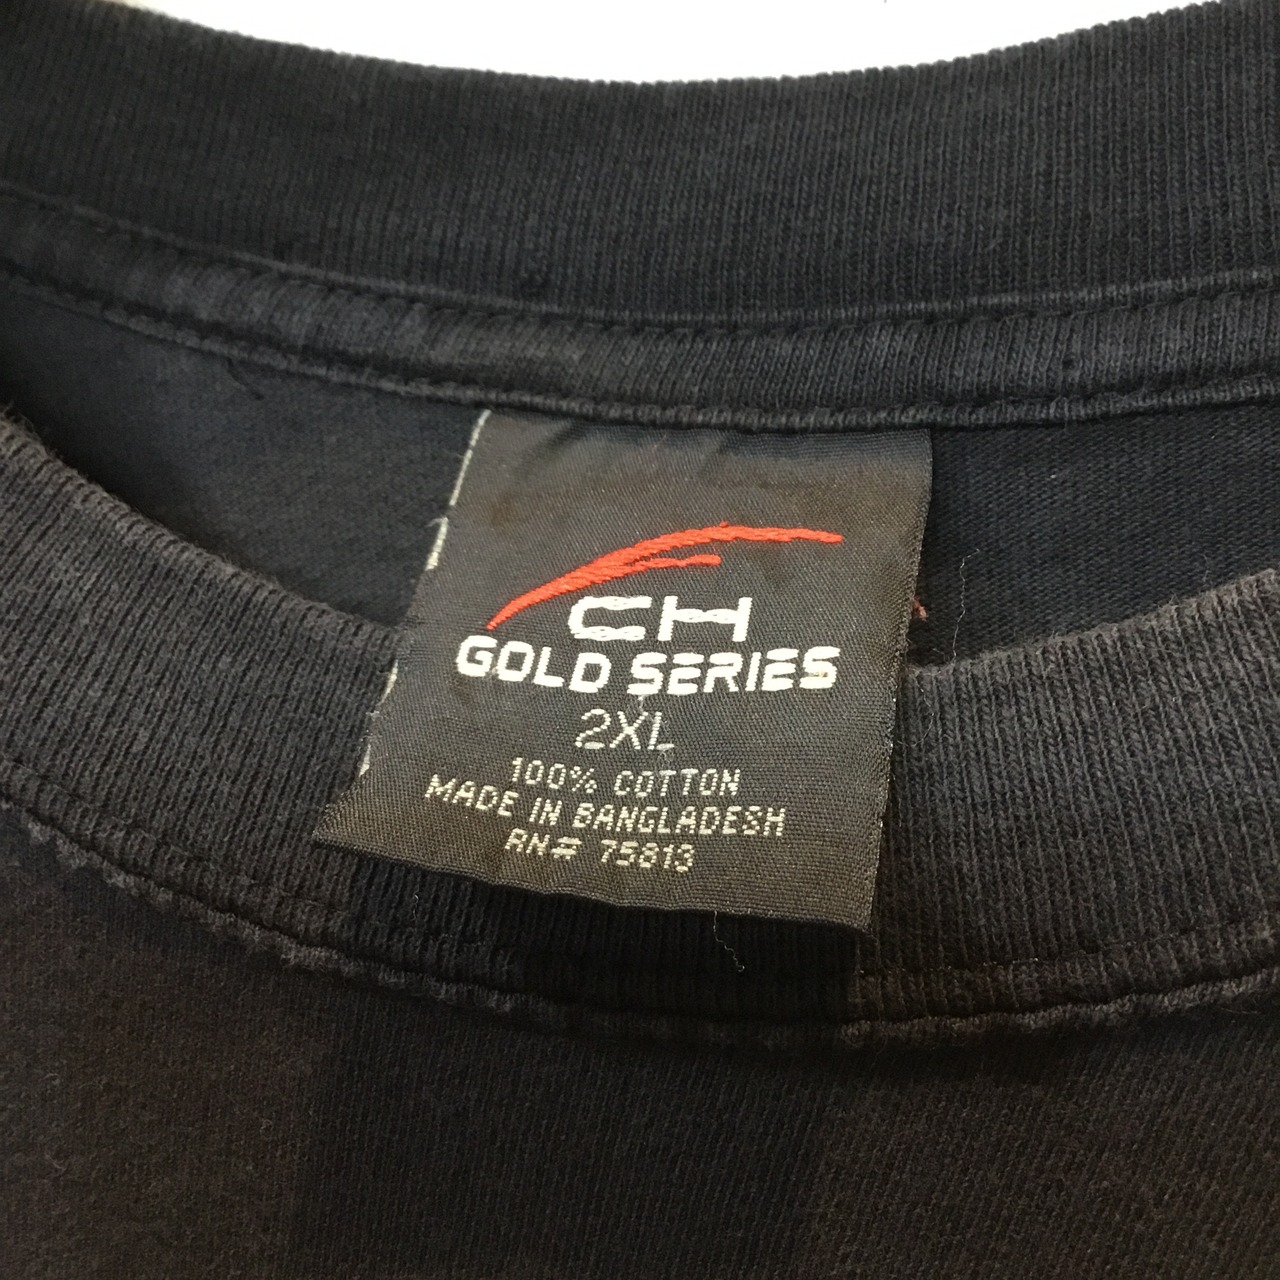 CH
GOLD SERIES
2XL
100% COTTON
MADE IN BANGLADESH
RN# 75813